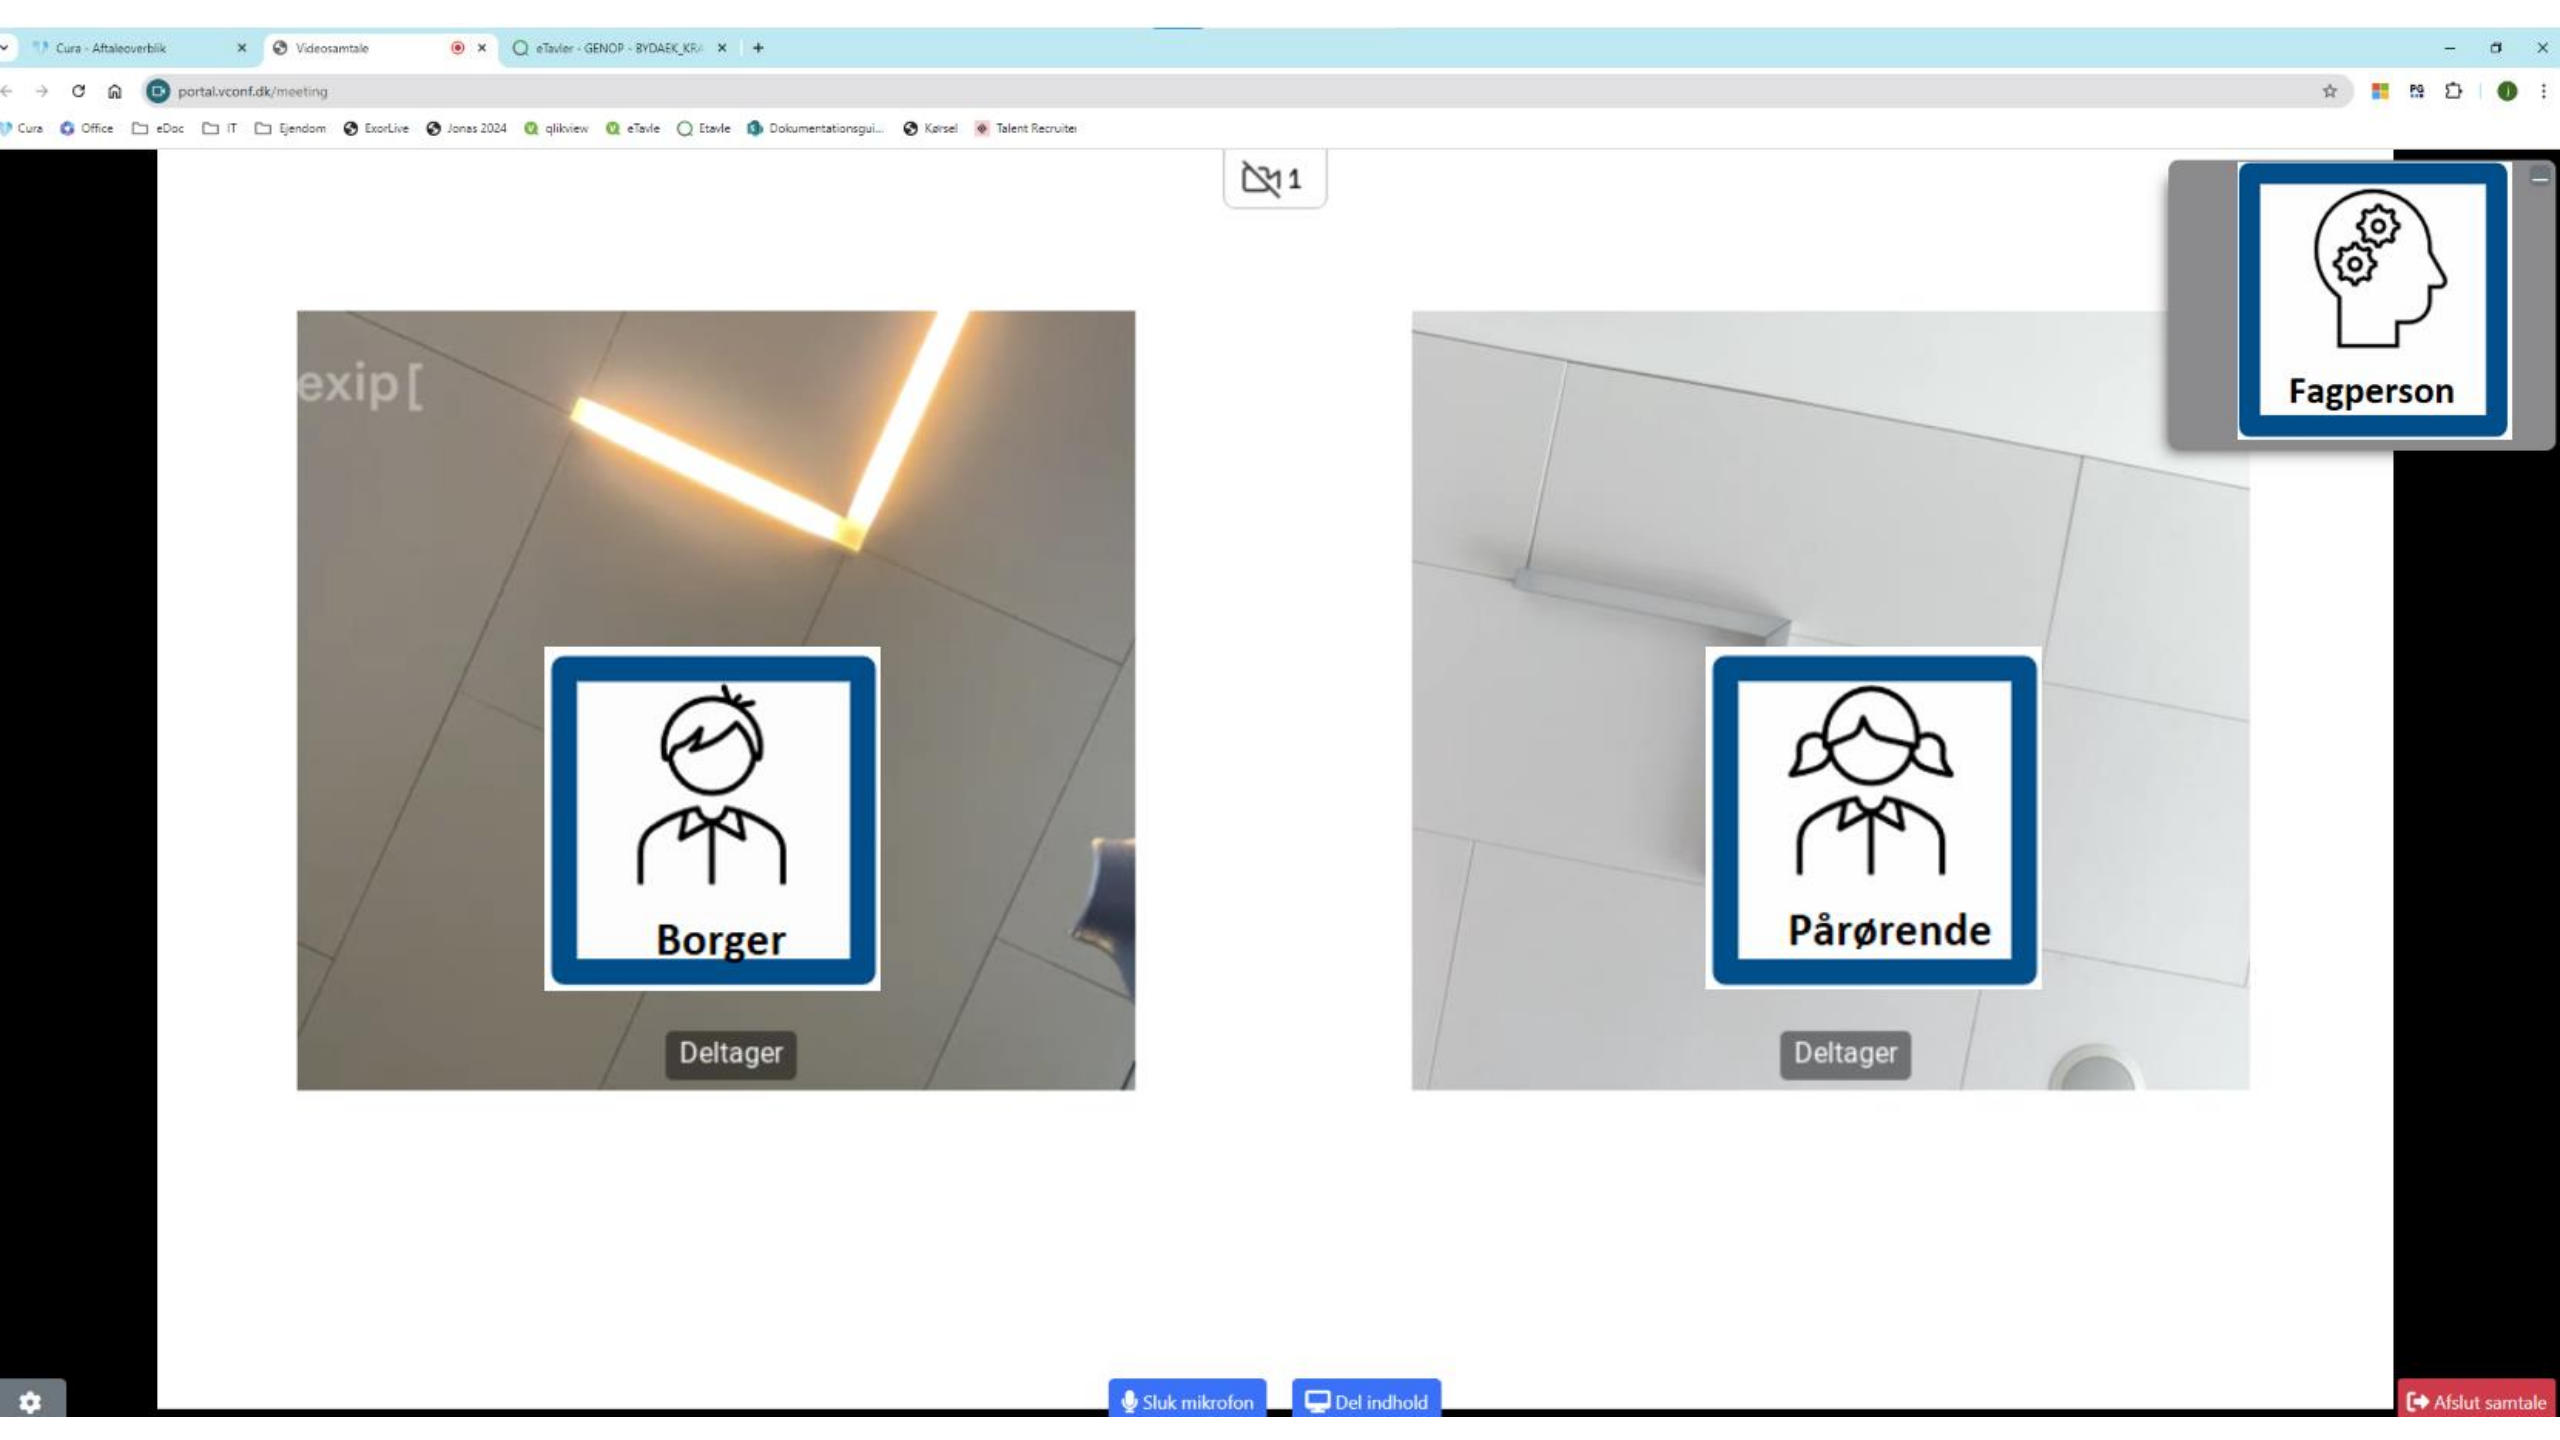 Cura - Aftaleoverblik
Videosamtale
eTavler - GENOP - BYDAEK_KRA
portal.vconf.dk/meeting
Cura Office eDoc IT Ejendom ExorLive Jonas 2024 qlikview eTavle Etavle Dokumentationsgui... Kørsel Talent Recruiter
1
Fagperson
exip[
Borger
Pårørende
Deltager
Deltager
Sluk mikrofon
Del indhold
Afslut samtale